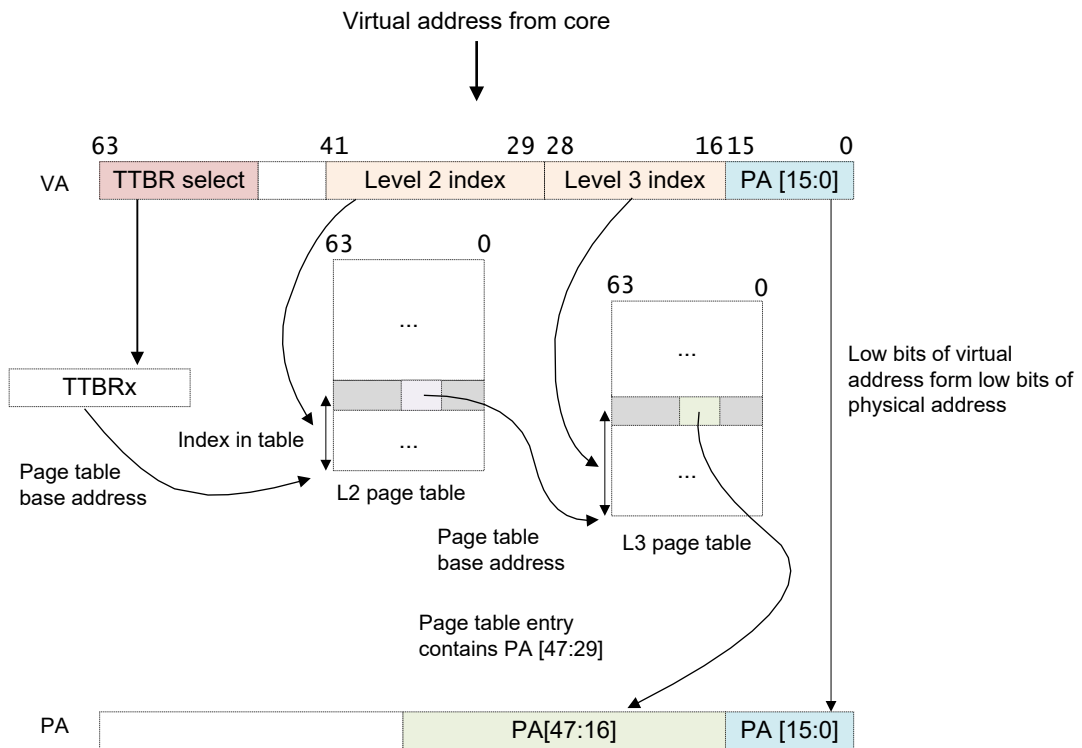 Virtual address from core
63 41 29 28 16 15 0
VA TTBR select Level 2 index Level 3 index PA [15:0]
63 0
63 0
...
...
Low bits of virtual
address form low bits of
physical address
TTBRx
Index in table
...
...
Page table
base address
L2 page table
Page table
base address
L3 page table
Page table entry
contains PA [47:29]
PA PA[47:16] PA [15:0]